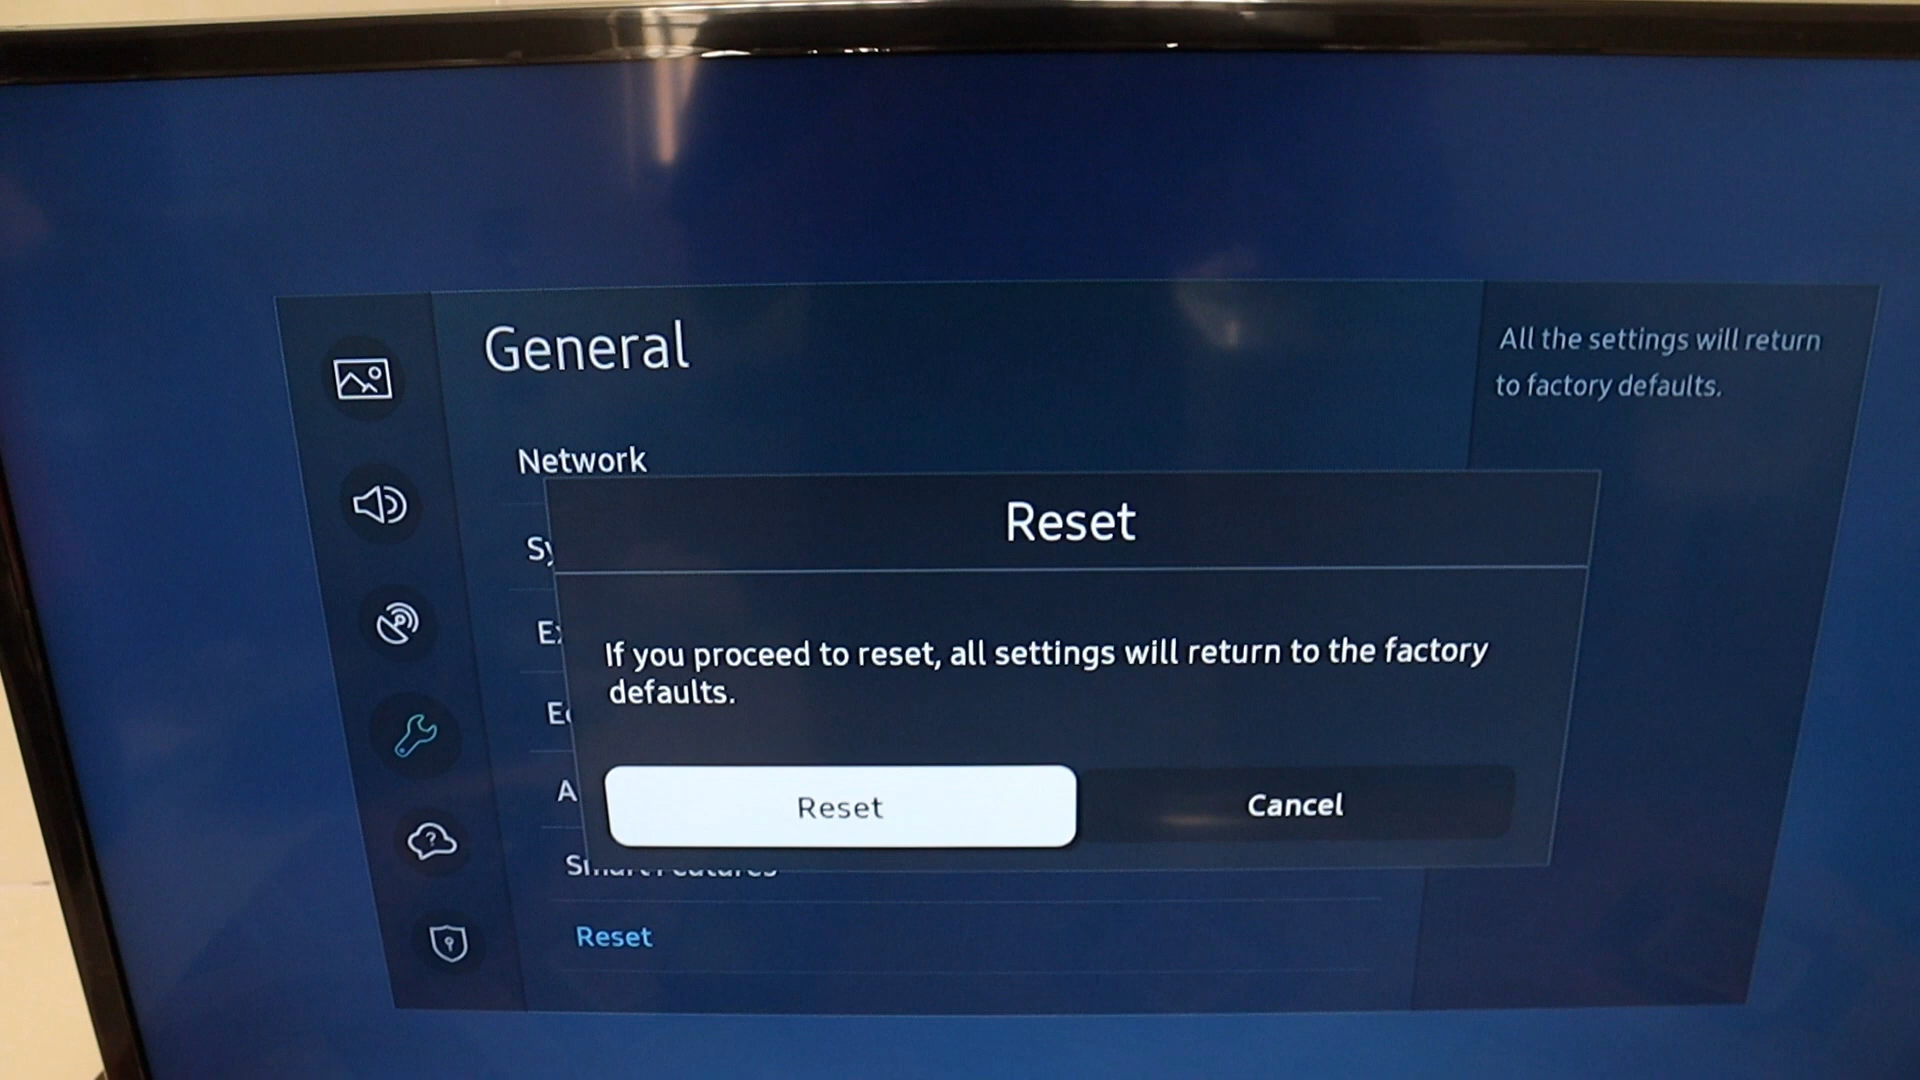 General
All the settings will return
to factory defaults.
Network
Reset
If you proceed to reset, all settings will return to the factory
defaults.
Reset
Cancel
Reset